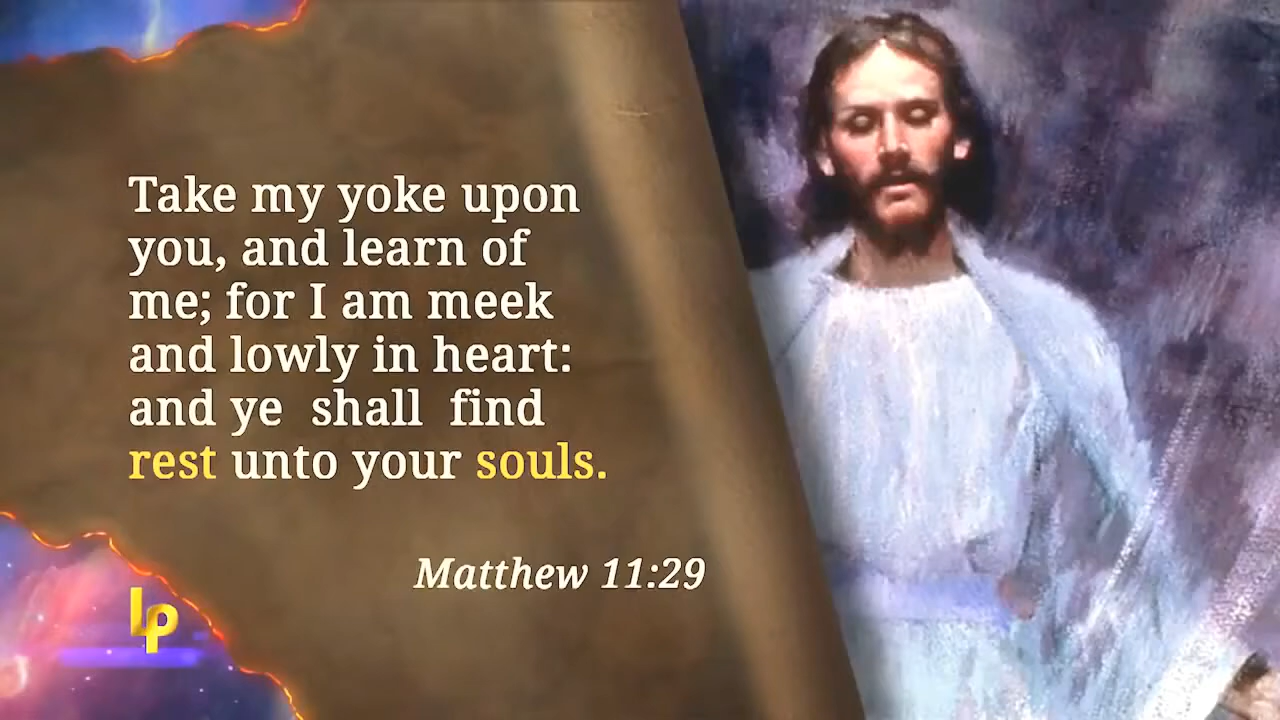 Take my yoke upon
you, and learn of
me; for I am meek
and lowly in heart:
and ye shall find
rest unto your souls.
Matthew 11:29
LP